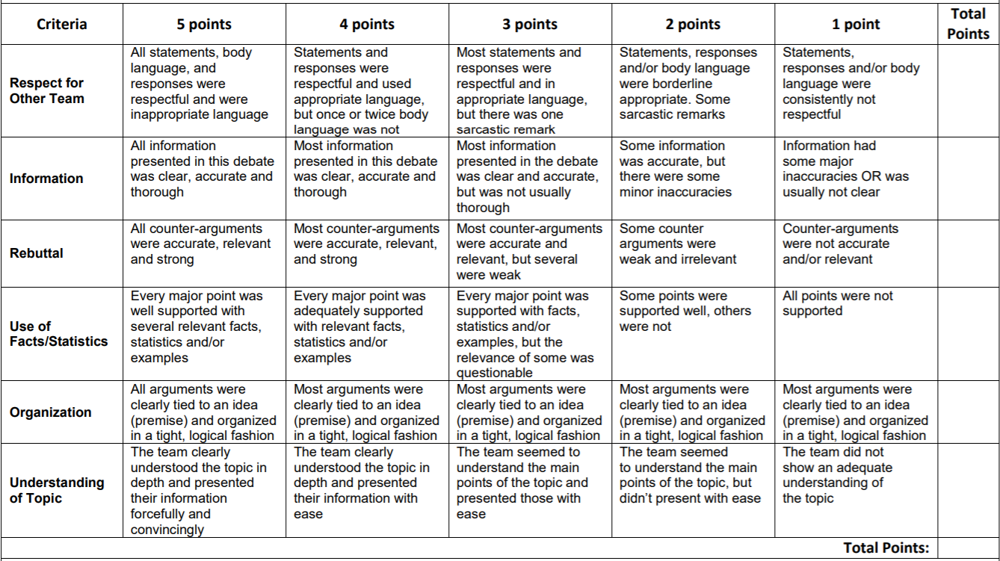 Criteria
5 points
4 points
3 points
2 points
1 point
Total
Points
Respect for
Other Team
All statements, body
language, and
responses were
respectful and were
inappropriate language
Statements and
responses were
respectful and used
appropriate language,
but once or twice body
language was not
Most statements and
responses were
respectful and in
appropriate language,
but there was one
sarcastic remark
Statements, responses
and/or body language
were borderline
appropriate. Some
sarcastic remarks
Statements,
responses and/or body
language were
consistently not
respectful
Information
All information
presented in this debate
was clear, accurate and
thorough
Most information
presented in this debate
was clear, accurate and
thorough
Most information
presented in the debate
was clear and accurate,
but was not usually
thorough
Some information
was accurate, but
there were some
minor inaccuracies
Information had
some major
inaccuracies OR was
usually not clear
Rebuttal
All counter-arguments
were accurate, relevant
and strong
Most counter-arguments
were accurate, relevant,
and strong
Most counter-arguments
were accurate and
relevant, but several
were weak
Some counter
arguments were
weak and irrelevant
Counter-arguments
were not accurate
and/or relevant
Use of
Facts/Statistics
Every major point was
well supported with
several relevant facts,
statistics and/or
examples
Every major point was
adequately supported
with relevant facts,
statistics and/or
examples
Every major point was
supported with facts,
statistics and/or
examples, but the
relevance of some was
questionable
Some points were
supported well, others
were not
All points were not
supported
Organization
All arguments were
clearly tied to an idea
(premise) and organized
in a tight, logical fashion
Most arguments were
clearly tied to an idea
(premise) and organized
in a tight, logical fashion
Most arguments were
clearly tied to an idea
(premise) and organized
in a tight, logical fashion
Most arguments were
clearly tied to an idea
(premise) and organized
in a tight, logical fashion
Most arguments were
clearly tied to an idea
(premise) and organized
in a tight, logical fashion
Understanding
of Topic
The team clearly
understood the topic in
depth and presented
their information
forcefully and
convincingly
The team clearly
understood the topic in
depth and presented
their information with
ease
The team seemed to
understand the main
points of the topic and
presented those with
ease
The team seemed
to understand the main
points of the topic, but
didn’t present with ease
The team did not
show an adequate
understanding of
the topic
Total Points: